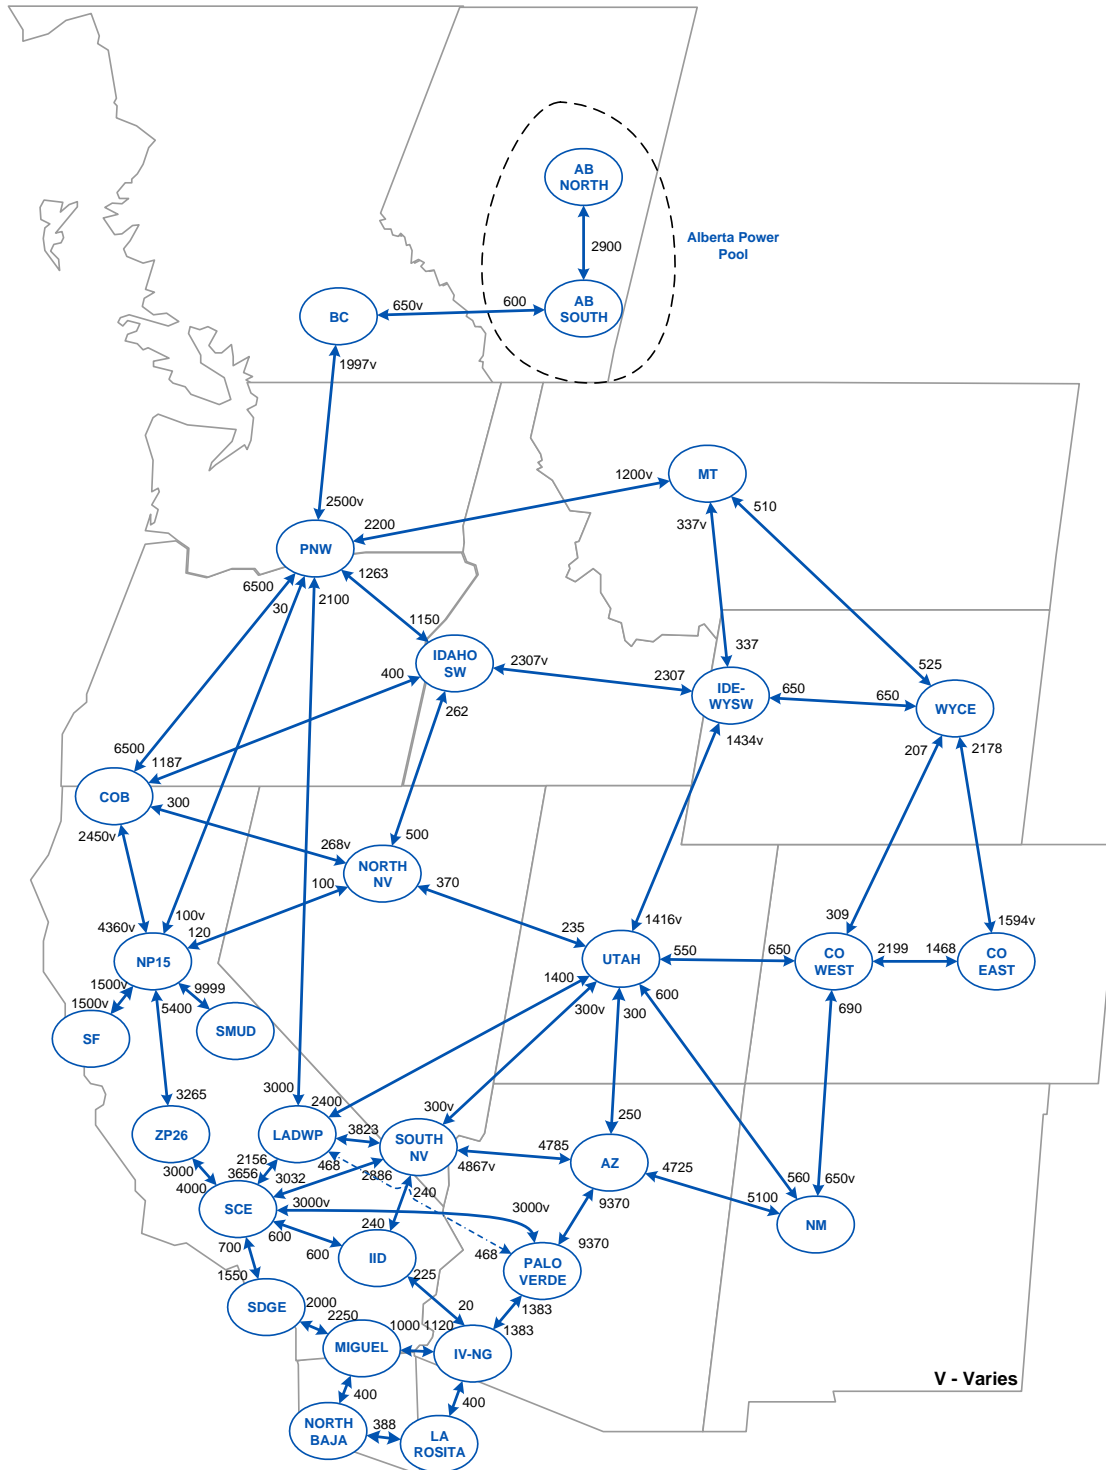 AB
NORTH
2900
Alberta Power
Pool
650v
600
AB
SOUTH
BC
1997v
MT
1200v
510
2500v
2200
337v
PNW
6500
30
2100
1263
1150
IDAHO
SW
400
262
2307v
2307
337
IDE-
WYSW
650
650
525
WYCE
1434v
207
2178
6500
1187
COB
300
2450v
268v
500
NORTH
NV
100
370
100v
4360v
120
NP15
235
1416v
UTAH
550
650
309
CO
WEST
2199
1468
1594v
CO
EAST
1500v
9999
1500v
5400
SF
SMUD
1400
300v
300
600
690
3265
3000
2400
300v
250
ZP26
LADWP
3823
SOUTH
NV
4785
4867v
AZ
4725
3000
4000
2156
3656
468
3032
2886
240
SCE
3000v
3000v
9370
5100
560
650v
NM
600
240
600
IID
9370
468
PALO
VERDE
700
1550
225
20
1383
1383
SDGE
2000
2250
1000
1120
MIGUEL
IV-NG
V - Varies
400
400
NORTH
BAJA
388
LA
ROSITA